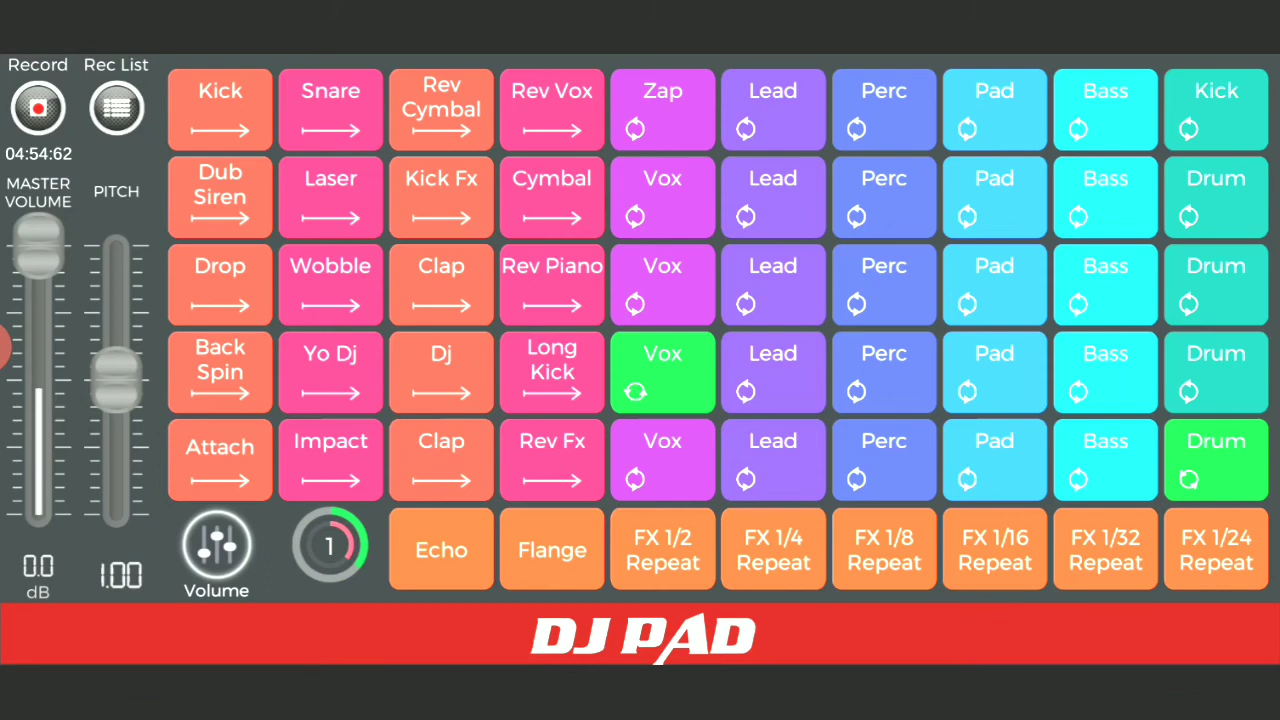 Record Rec List
04:54:62
MASTER
VOLUME
PITCH
0.0
dB
1.00
Kick Snare Rev Cymbal Rev Vox Zap Lead Perc Pad Bass Kick
Dub Siren Laser Kick Fx Cymbal Vox Lead Perc Pad Bass Drum
Drop Wobble Clap Rev Piano Vox Lead Perc Pad Bass Drum
Back Spin Yo Dj Dj Long Kick Vox Lead Perc Pad Bass Drum
Attach Impact Clap Rev Fx Vox Lead Perc Pad Bass Drum
Volume
1
Echo Flange FX 1/2 Repeat FX 1/4 Repeat FX 1/8 Repeat FX 1/16 Repeat FX 1/32 Repeat FX 1/24 Repeat
DJ PAD